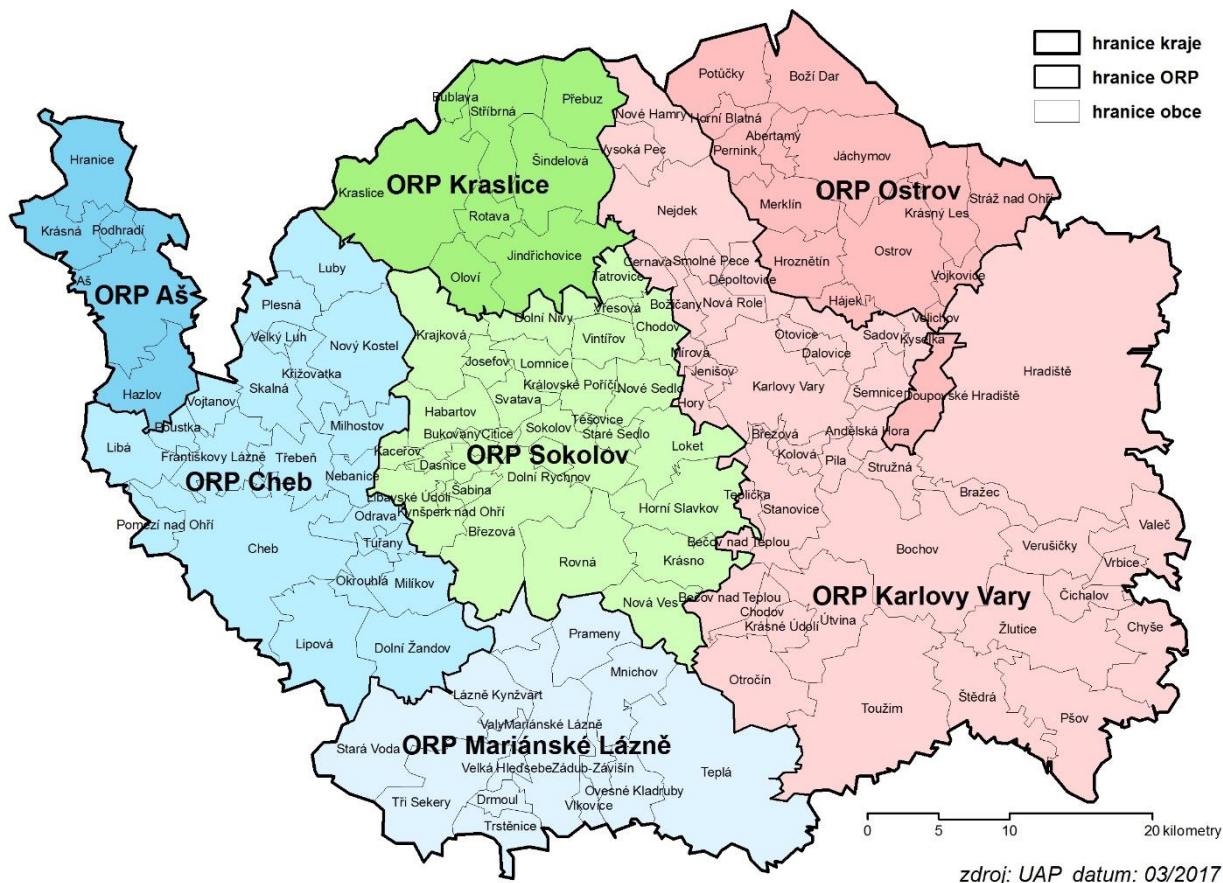 hranice kraje
hranice ORP
hranice obce
Potůčky
Boží Dar
Přebuz
Bublava
Stříbrná
Nové Hamry
Horní Blatná
Abertamy
Pernink
Vysoká Pec
Hranice
Jáchymov
Šindelová
ORP Kraslice
Kraslice
ORP Ostrov
Stráž nad Ohří
Merklín
Krásný Les
Nejdek
Rotava
Krásná
Podhradí
Ostrov
Jindřichovice
Luby
Černava
Smolné Pece
Hroznětín
Aš
ORP Aš
Oloví
Tatrovice
Děpoltovice
Vojkovice
Plesná
Vřesová
Božičany
Nová Role
Hájek
Dolní Nivy
Chodov
Velichov
Velký Luh
Nový Kostel
Krajková
Vintířov
Otovice
Sadov
Kyselka
Josefov
Lomnice
Mírová
Dalovice
Křižovatka
Jenišov
Hradiště
Skalná
Královské Poříčí
Nové Sedlo
Karlovy Vary
Šemnice
Doupovské Hradiště
Hazlov
Vojtanov
Svatava
Hory
Habartov
Poustka
Milhostov
Těšovice
Bukovany
Citice
Sokolov
Staré Sedlo
Březová
Andělská Hora
Libá
Loket
Kolová
Kaceřov
Františkovy Lázně
Třebeň
ORP Sokolov
Pila
Stružná
Dasnice
Dolní Rychnov
ORP Cheb
Nebanice
Sabina
Bražec
Libavské Údolí
Teplička
Kynšperk nad Ohří
Horní Slavkov
Stanovice
Odrava
Valeč
Pomezí nad Ohří
Březová
Verušičky
Tuřany
Bečov nad Teplou
Cheb
Bochov
Rovná
Krásno
Vrbice
Okrouhlá
Milíkov
Bečov nad Teplou
ORP Karlovy Vary
Čichalov
Nová Ves
Chodov
Krásné Údolí
Útvina
Chyše
Žlutice
Prameny
Lipová
Dolní Žandov
Mnichov
Otročín
Lázně Kynžvart
Štědrá
Toužim
Pšov
Valy
Mariánské Lázně
Stará Voda
ORP Mariánské Lázně
Velká Hleďsebe
Zádub-Závišín
Teplá
Ovesné Kladruby
Tři Sekery
Drmoul
Vlkovice
Trstěnice
0 5 10 20 kilometry
zdroj: UAP datum: 03/2017